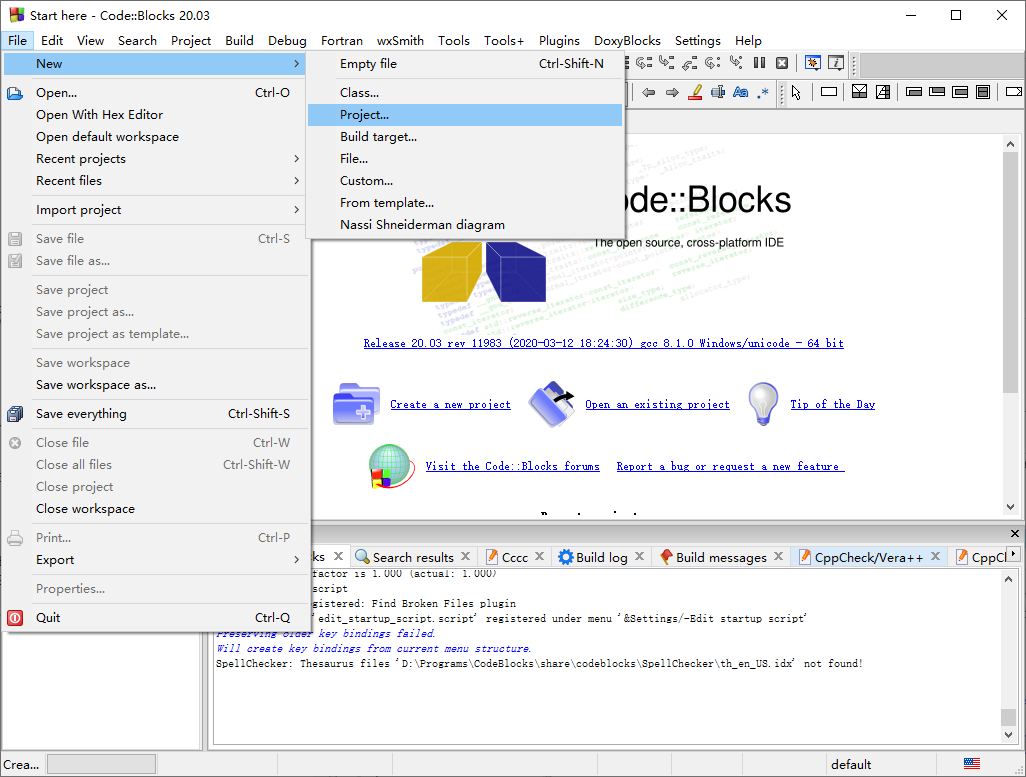 Start here - Code::Blocks 20.03
File Edit View Search Project Build Debug Fortran wxSmith Tools Tools+ Plugins DoxyBlocks Settings Help
New
Open... Ctrl-O
Open With Hex Editor
Open default workspace
Recent projects
Recent files
Import project
Save file Ctrl-S
Save file as...
Save project
Save project as...
Save project as template...
Save workspace
Save workspace as...
Save everything Ctrl-Shift-S
Close file Ctrl-W
Close all files Ctrl-Shift-W
Close project
Close workspace
Print... Ctrl-P
Export
Properties...
Quit Ctrl-Q
Empty file Ctrl-Shift-N
Class...
Project...
Build target...
File...
Custom...
From template...
Nassi Shneiderman diagram
ode::Blocks
The open source, cross-platform IDE
Release 20.03 rev 11983 (2020-03-12 18:24:30) gcc 8.1.0 Windows/unicode - 64 bit
Create a new project Open an existing project Tip of the Day
Visit the Code::Blocks forums Report a bug or request a new feature
ks Search results Cccc Build log Build messages CppCheck/Vera++ CppCl
factor is 1.000 (actual: 1.000)
script
gistered: Find Broken Files plugin
'edit_startup_script.script' registered under menu '&Settings/-Edit startup script'
Preserving older key bindings failed.
Will create key bindings from current menu structure.
SpellChecker: Thesaurus files 'D:\Programs\CodeBlocks\share\codeblocks\SpellChecker\th_en_US.idx' not found!
Crea... default